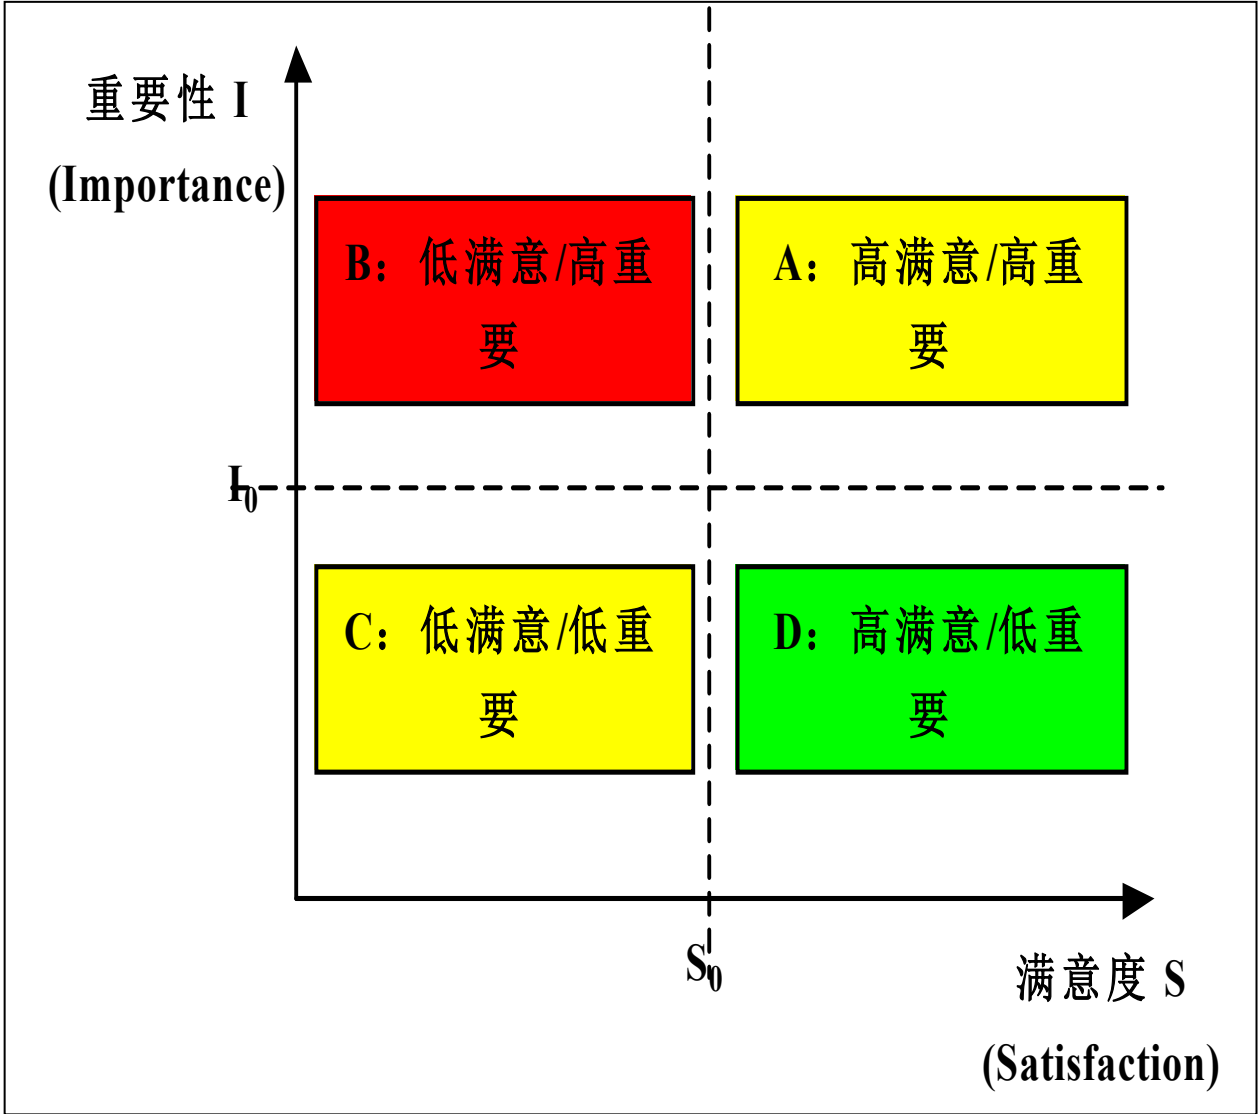 重要性 I
(Importance)
B：低满意/高重
要
A：高满意/高重
要
I₀
C：低满意/低重
要
D：高满意/低重
要
S₀
满意度 S
(Satisfaction)